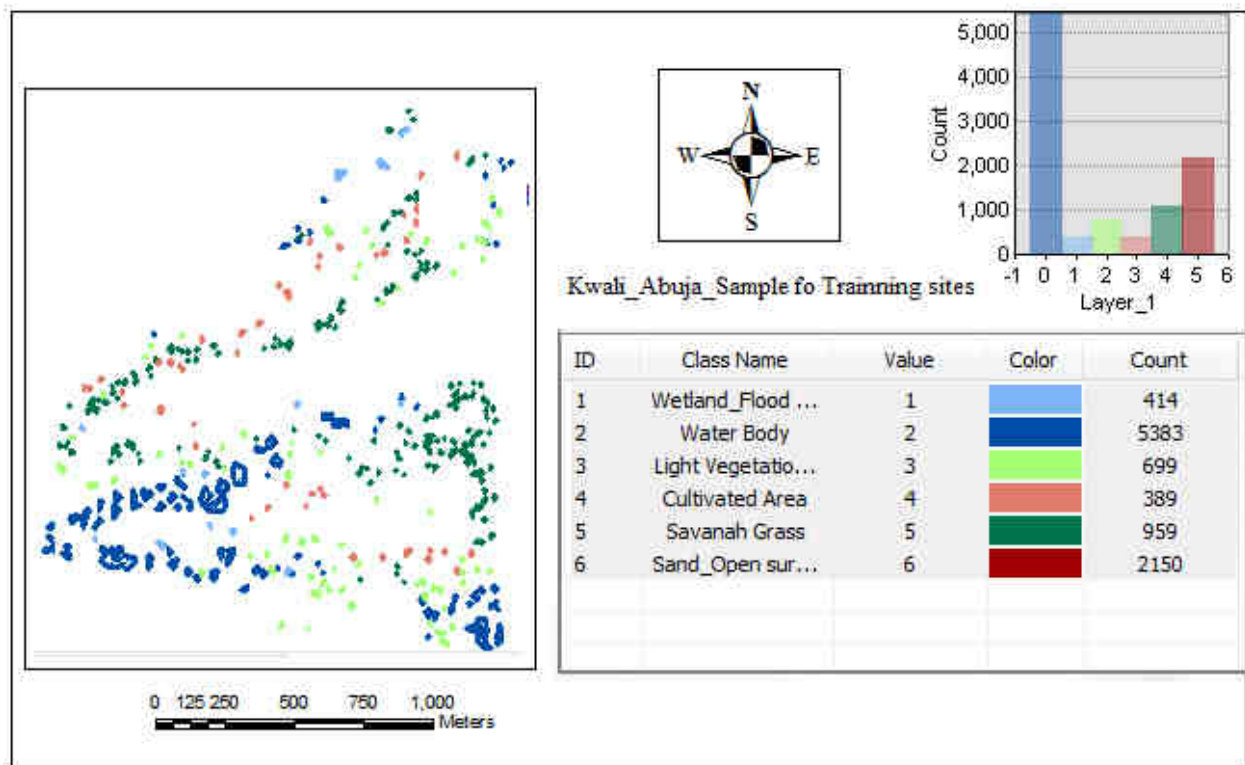 5,000
4,000
3,000
2,000
1,000
0
Count
-1 0 1 2 3 4 5 6
Layer_1
N
W E
S
Kwali_Abuja_Sample fo Trainning sites
ID Class Name Value Color Count
1 Wetland_Flood ... 1 414
2 Water Body 2 5383
3 Light Vegetatio... 3 699
4 Cultivated Area 4 389
5 Savanah Grass 5 959
6 Sand_Open sur... 6 2150
0 125 250 500 750 1,000
Meters